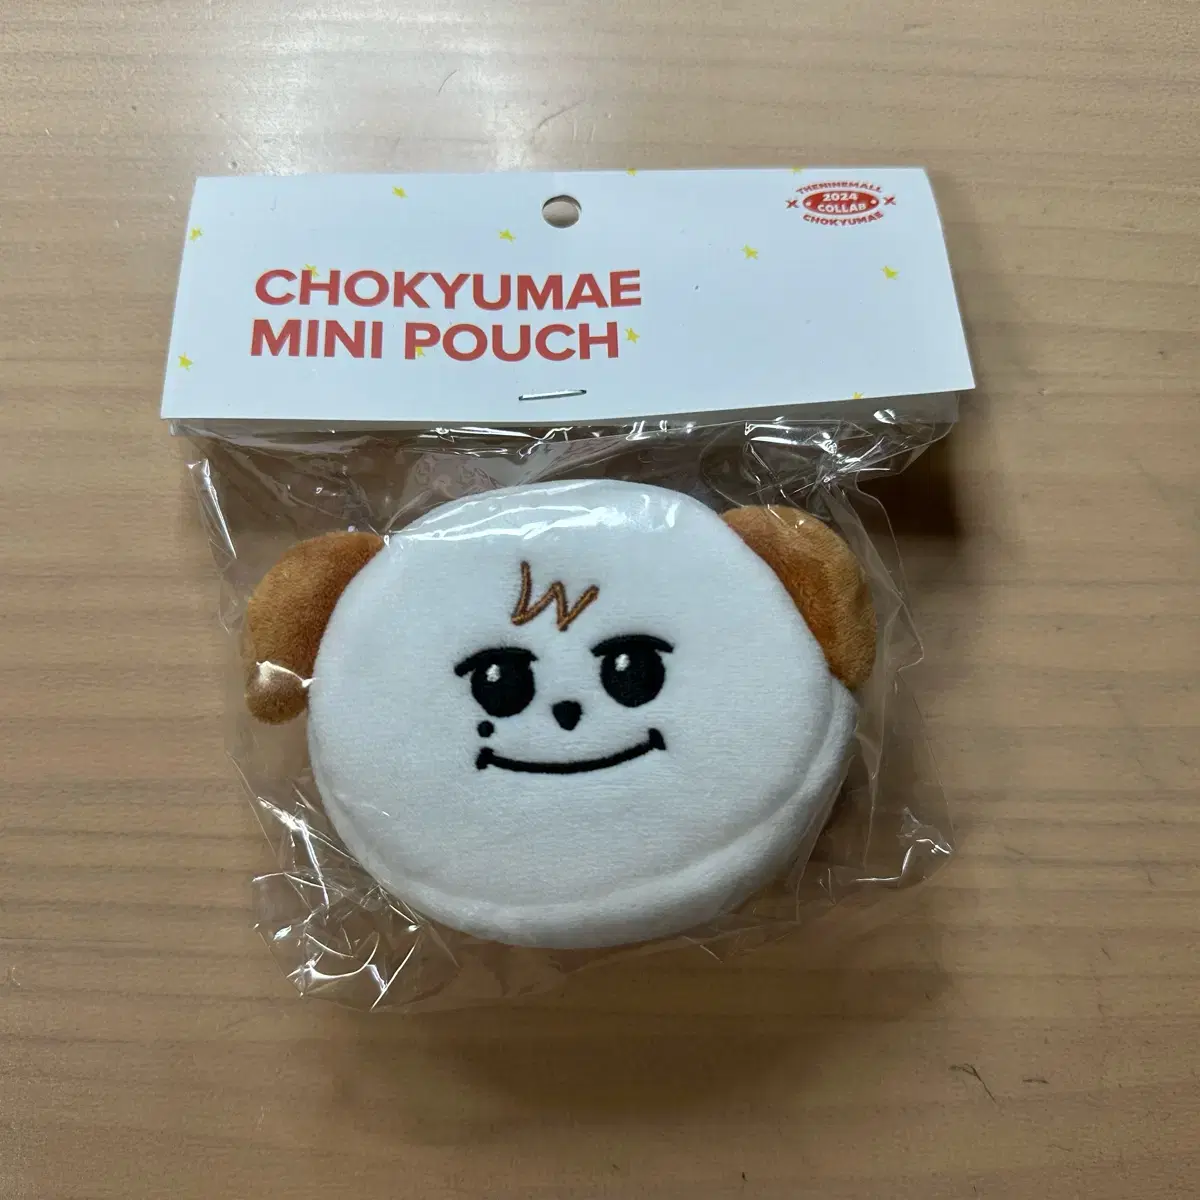 CHOKYUMAE
MINI POUCH
THENINEMALL
2024
COLLAB
CHOKYUMAE